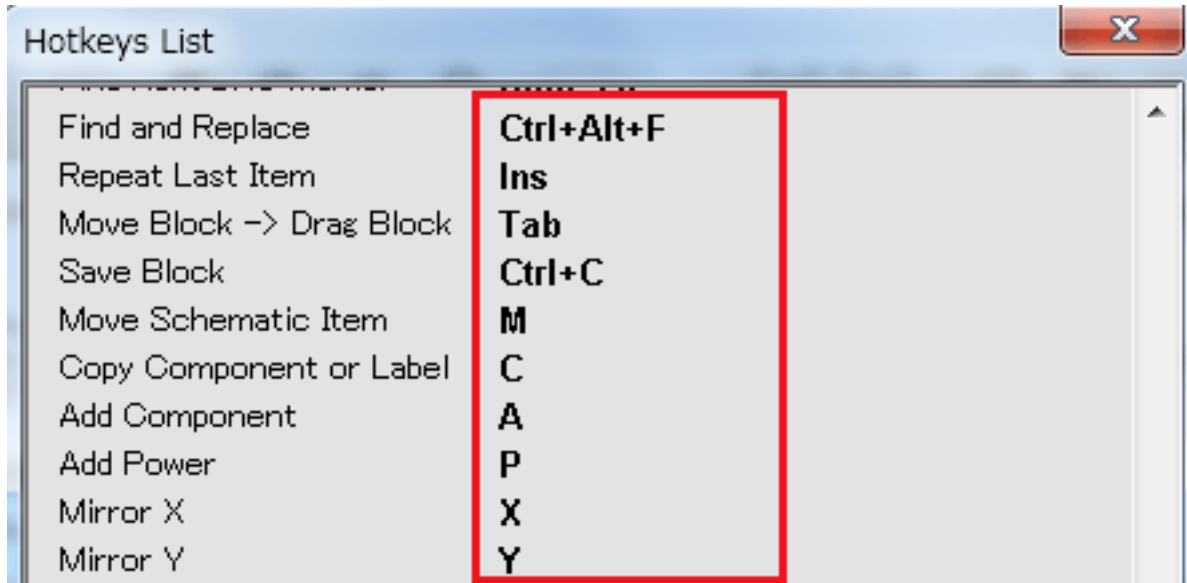 Hotkeys List
Find and Replace Ctrl+Alt+F
Repeat Last Item Ins
Move Block -> Drag Block Tab
Save Block Ctrl+C
Move Schematic Item M
Copy Component or Label C
Add Component A
Add Power P
Mirror X X
Mirror Y Y